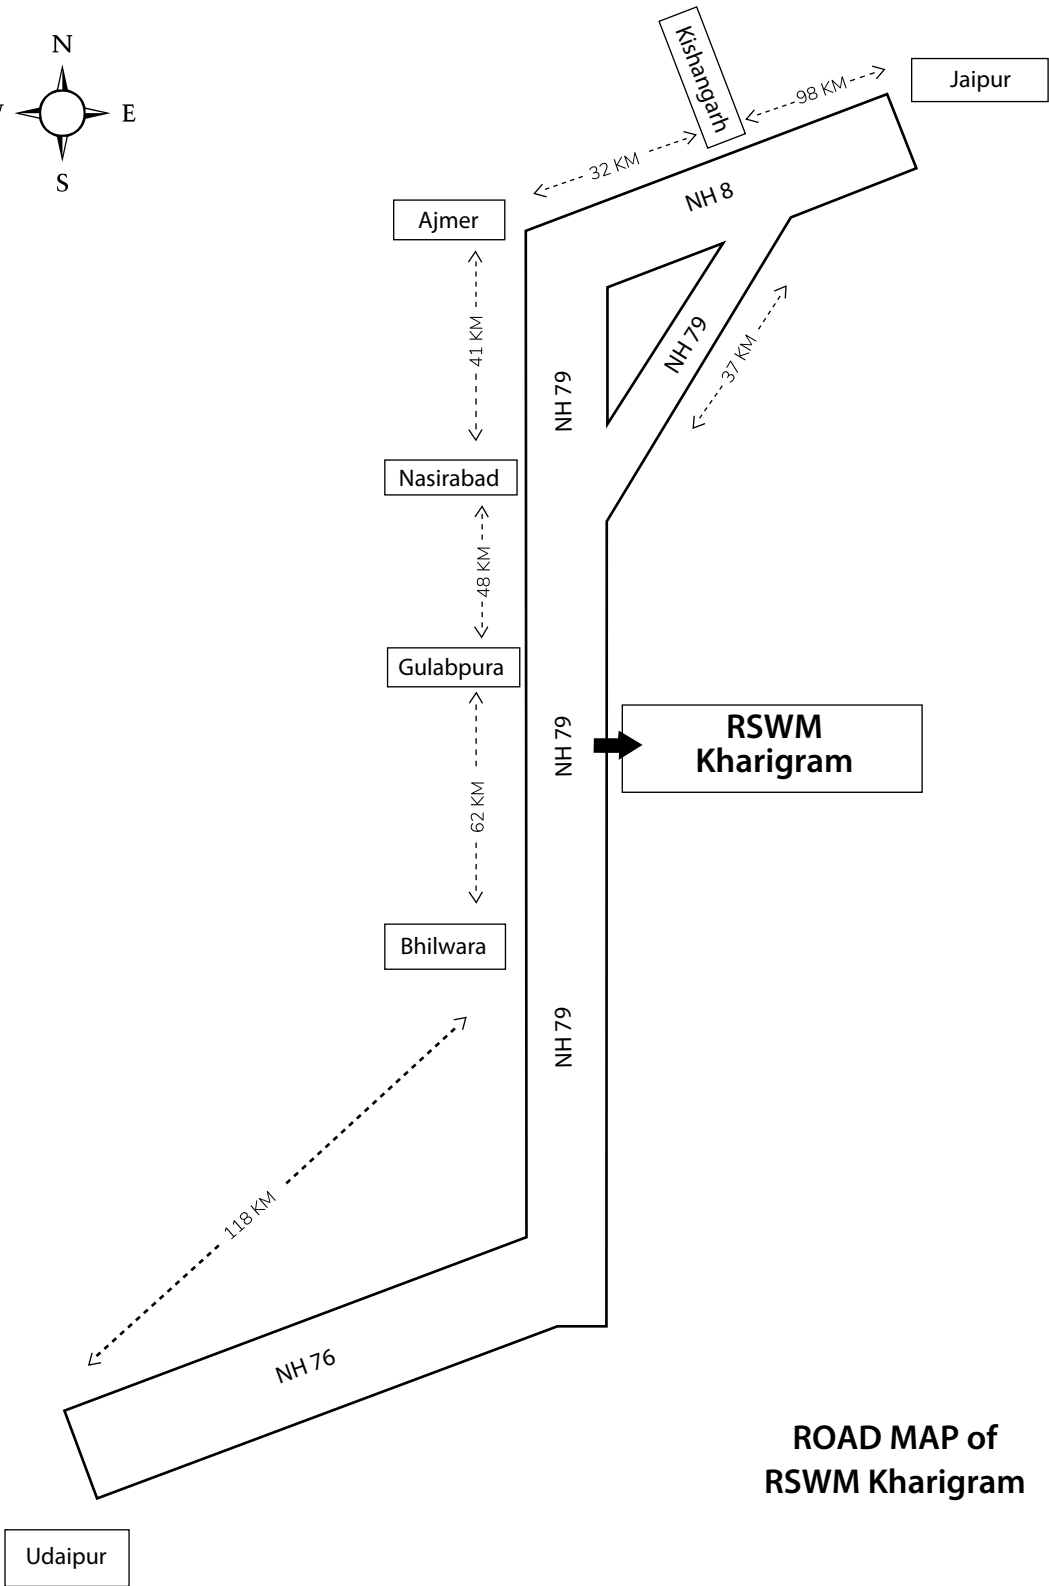 N
E
S
Kishangarh
98 KM
Jaipur
32 KM
NH 8
Ajmer
41 KM
NH 79
NH 79
37 KM
Nasirabad
48 KM
Gulabpura
NH 79
RSWM
Kharigram
62 KM
Bhilwara
NH 79
118 KM
NH 76
ROAD MAP of
RSWM Kharigram
Udaipur